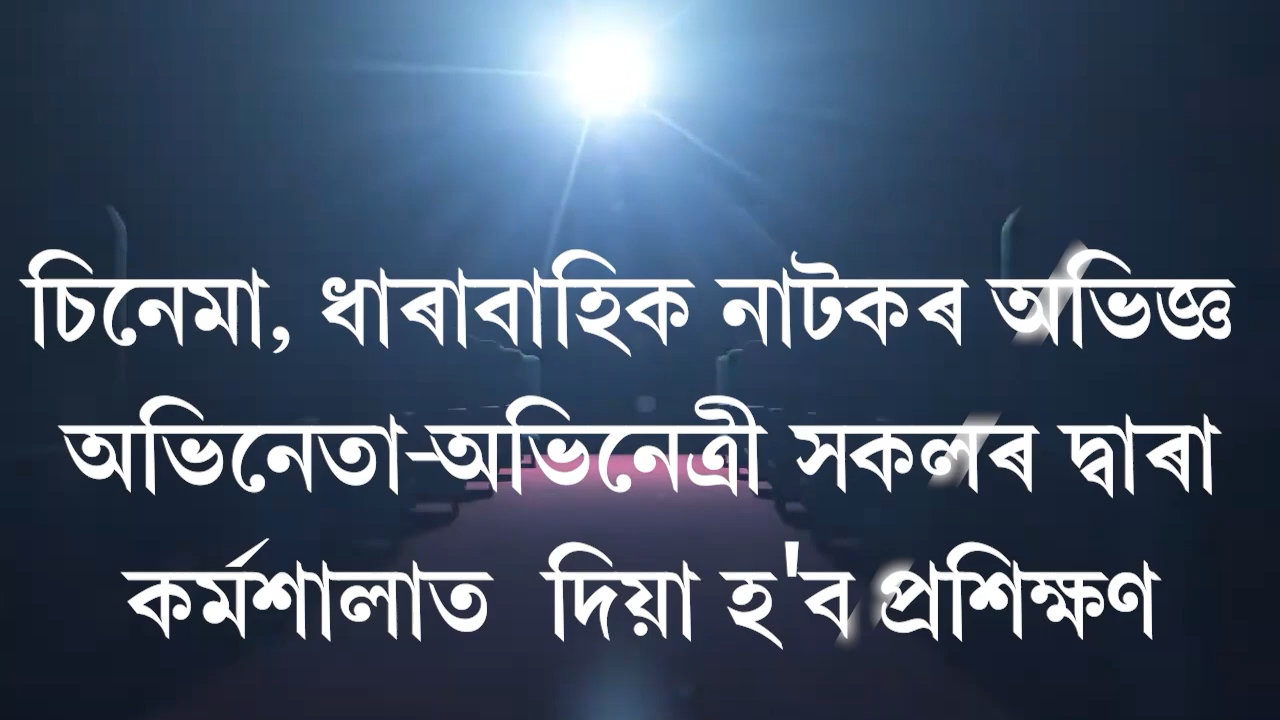 চিনেমা, ধাৰাবাহিক নাটকৰ অভিজ্ঞ
অভিনেতা-অভিনেত্ৰী সকলৰ দ্বাৰা
কৰ্মশালাত দিয়া হ'ব প্ৰশিক্ষণ